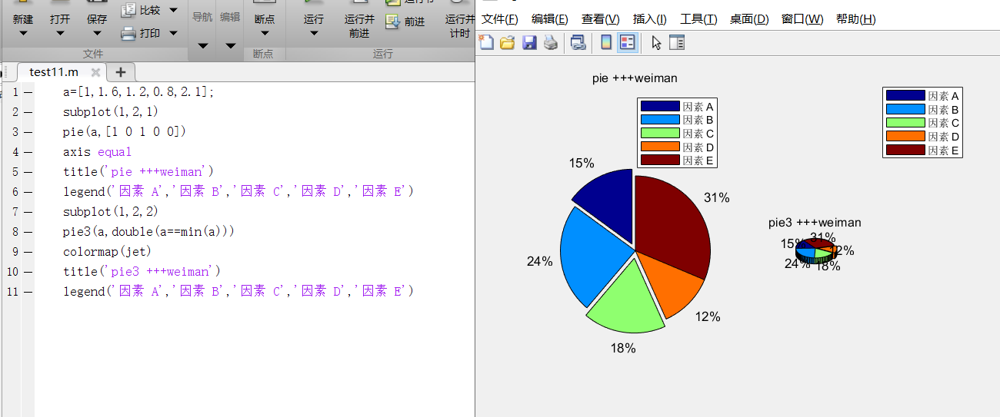 新建 打开 保存 比较 打印 导航 编辑 断点 运行 运行并前进 前进 运行并计时
文件 断点 运行
test11.m
1 a=[1,1.6,1.2,0.8,2.1];
2 subplot(1,2,1)
3 pie(a,[1 0 1 0 0])
4 axis equal
5 title('pie +++weiman')
6 legend('因素 A','因素 B','因素 C','因素 D','因素 E')
7 subplot(1,2,2)
8 pie3(a,double(a==min(a)))
9 colormap(jet)
10 title('pie3 +++weiman')
11 legend('因素 A','因素 B','因素 C','因素 D','因素 E')
文件(F) 编辑(E) 查看(V) 插入(I) 工具(T) 桌面(D) 窗口(W) 帮助(H)
pie +++weiman
因素 A
因素 B
因素 C
因素 D
因素 E
15%
31%
24%
12%
18%
因素 A
因素 B
因素 C
因素 D
因素 E
pie3 +++weiman
31%
15%
12%
24%
18%